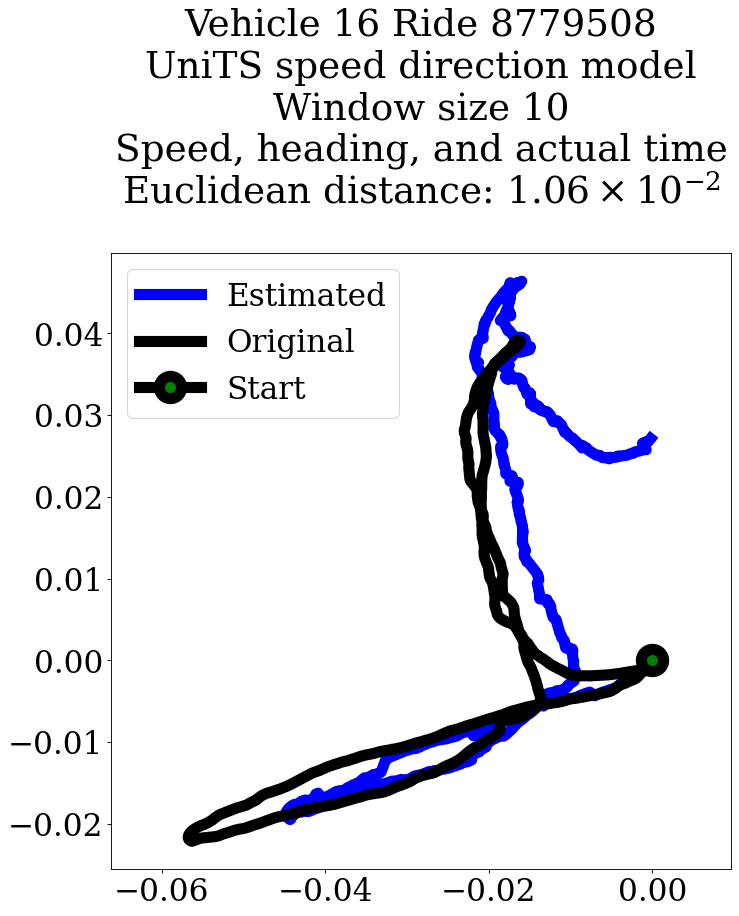 Vehicle 16 Ride 8779508
UniTS speed direction model
Window size 10
Speed, heading, and actual time
Euclidean distance: 1.06 × 10⁻²
Estimated
Original
Start
0.04
0.03
0.02
0.01
0.00
−0.01
−0.02
−0.06 −0.04 −0.02 0.00